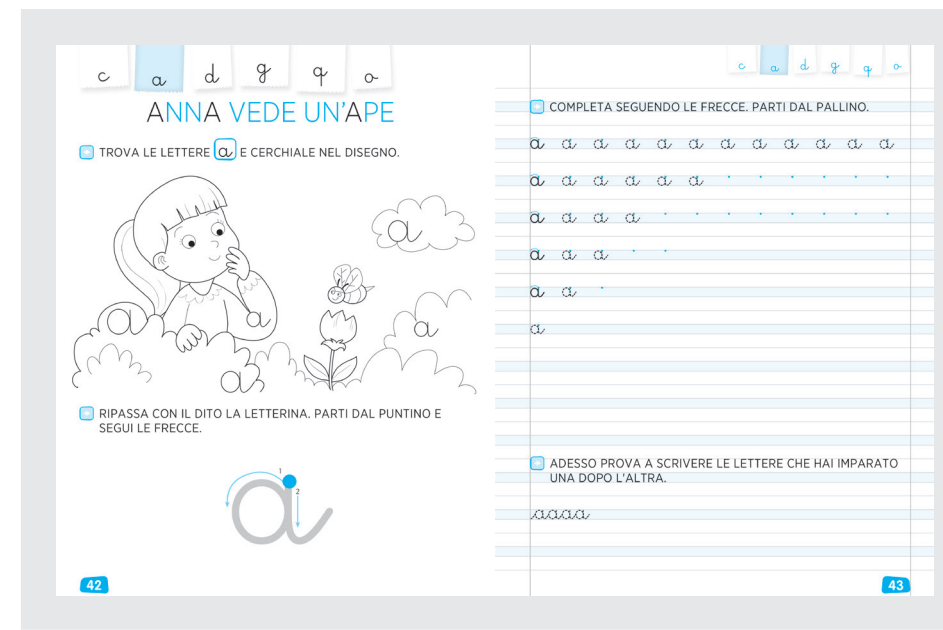 c a d g q o
ANNA VEDE UN'APE
TROVA LE LETTERE a E CERCHIALE NEL DISEGNO.
a
a
a
a
a
RIPASSA CON IL DITO LA LETTERINA. PARTI DAL PUNTINO E
SEGUI LE FRECCE.
1
2
a
42
c a d g q o
COMPLETA SEGUENDO LE FRECCE. PARTI DAL PALLINO.
a a a a a a a a a a a a
a a a a a a
a a a a
a a a
a a
a
ADESSO PROVA A SCRIVERE LE LETTERE CHE HAI IMPARATO
UNA DOPO L'ALTRA.
aaaa
43